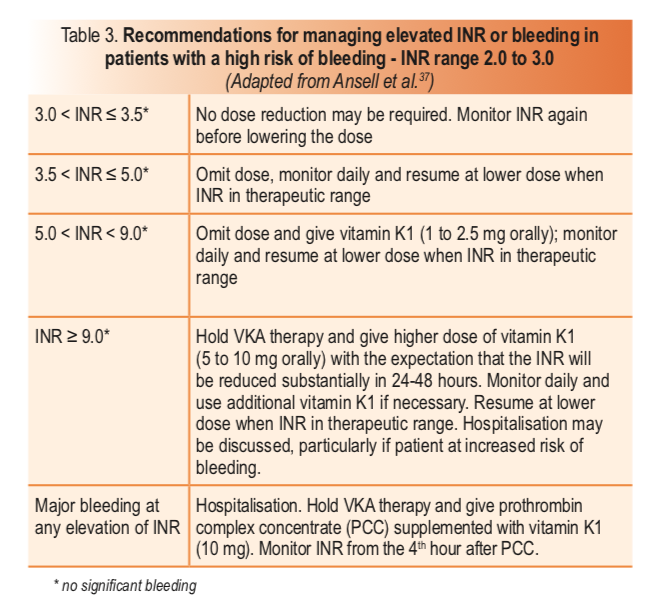 Table 3. Recommendations for managing elevated INR or bleeding in
patients with a high risk of bleeding - INR range 2.0 to 3.0
(Adapted from Ansell et al.³⁷)
3.0 < INR ≤ 3.5*
No dose reduction may be required. Monitor INR again
before lowering the dose
3.5 < INR ≤ 5.0*
Omit dose, monitor daily and resume at lower dose when
INR in therapeutic range
5.0 < INR < 9.0*
Omit dose and give vitamin K1 (1 to 2.5 mg orally); monitor
daily and resume at lower dose when INR in therapeutic
range
INR ≥ 9.0*
Hold VKA therapy and give higher dose of vitamin K1
(5 to 10 mg orally) with the expectation that the INR will
be reduced substantially in 24-48 hours. Monitor daily and
use additional vitamin K1 if necessary. Resume at lower
dose when INR in therapeutic range. Hospitalisation may
be discussed, particularly if patient at increased risk of
bleeding.
Major bleeding at
any elevation of INR
Hospitalisation. Hold VKA therapy and give prothrombin
complex concentrate (PCC) supplemented with vitamin K1
(10 mg). Monitor INR from the 4ᵗʰ hour after PCC.
* no significant bleeding